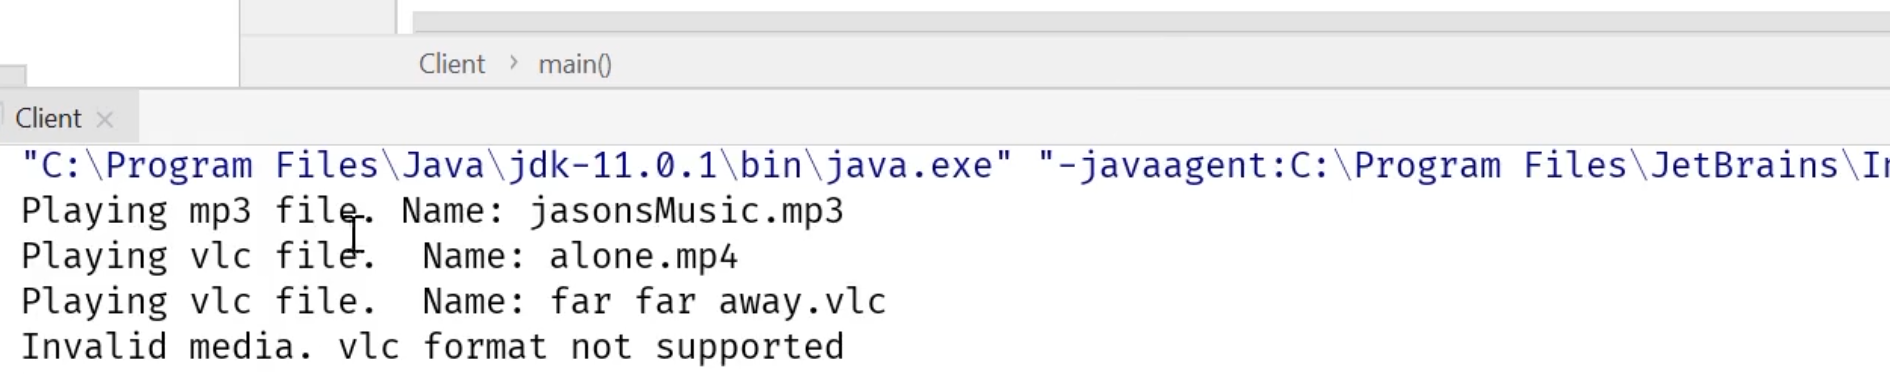 Client > main()
Client ×
"C:\Program Files\Java\jdk-11.0.1\bin\java.exe" "-javaagent:C:\Program Files\JetBrains\
Playing mp3 file. Name: jasonsMusic.mp3
Playing vlc file.  Name: alone.mp4
Playing vlc file.  Name: far far away.vlc
Invalid media. vlc format not supported